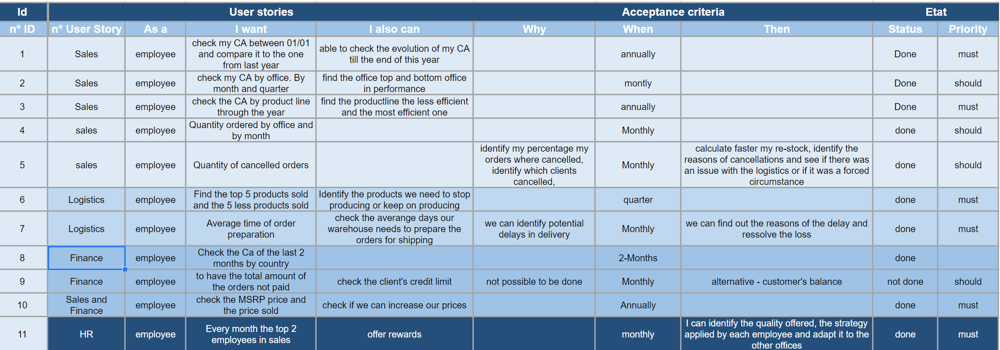 Id User stories Acceptance criteria Etat
n° ID n° User Story As a I want I also can Why When Then Status Priority
1 Sales employee check my CA between 01/01
and compare it to the one
from last year able to check the evolution of my CA
till the end of this year annually Done must
2 Sales employee check my CA by office. By
month and quarter find the office top and bottom office
in performance montly Done should
3 Sales employee check the CA by product line
through the year find the productline the less efficient
and the most efficient one annually Done must
4 sales employee Quantity ordered by office and
by month Monthly done should
5 sales employee Quantity of cancelled orders identify my percentage my
orders where cancelled,
identify which clients
cancelled, Monthly calculate faster my re-stock, identify the
reasons of cancellations and see if there was
an issue with the logistics or if it was a forced
circumstance done should
6 Logistics employee Find the top 5 products sold
and the 5 less products sold Identify the products we need to stop
producing or keep on producing quarter done must
7 Logistics employee Average time of order
preparation check the averange days our
warehouse needs to prepare the
orders for shipping we can identify potential
delays in delivery Monthly we can find out the reasons of the delay and
ressolve the loss done must
8 Finance employee Check the Ca of the last 2
months by country 2-Months done
9 Finance employee to have the total amount of
the orders not paid check the client's credit limit not possible to be done Monthly alternative - customer's balance not done should
10 Sales and
Finance employee check the MSRP price and
the price sold check if we can increase our prices Annually done must
11 HR employee Every month the top 2
employees in sales offer rewards monthly I can identify the quality offered, the strategy
applied by each employee and adapt it to the
other offices done must